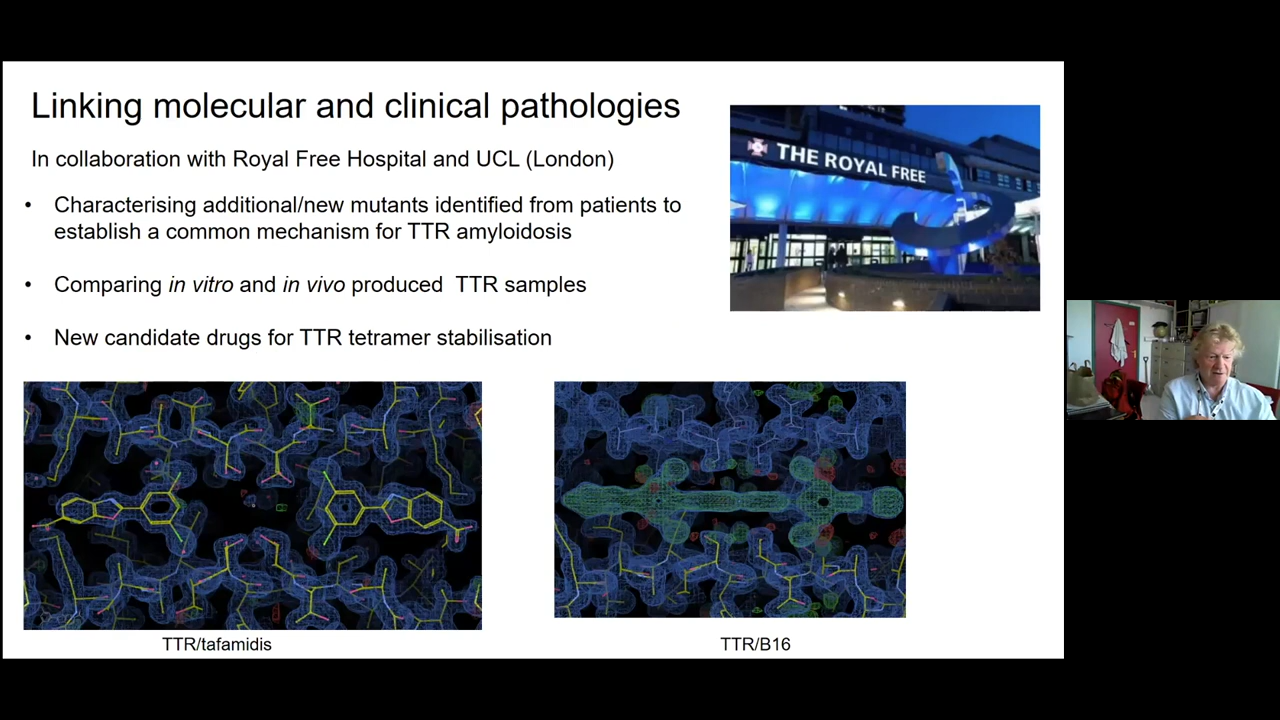 Linking molecular and clinical pathologies
In collaboration with Royal Free Hospital and UCL (London)
• Characterising additional/new mutants identified from patients to
establish a common mechanism for TTR amyloidosis
• Comparing in vitro and in vivo produced TTR samples
• New candidate drugs for TTR tetramer stabilisation
THE ROYAL FREE
TTR/tafamidis
TTR/B16